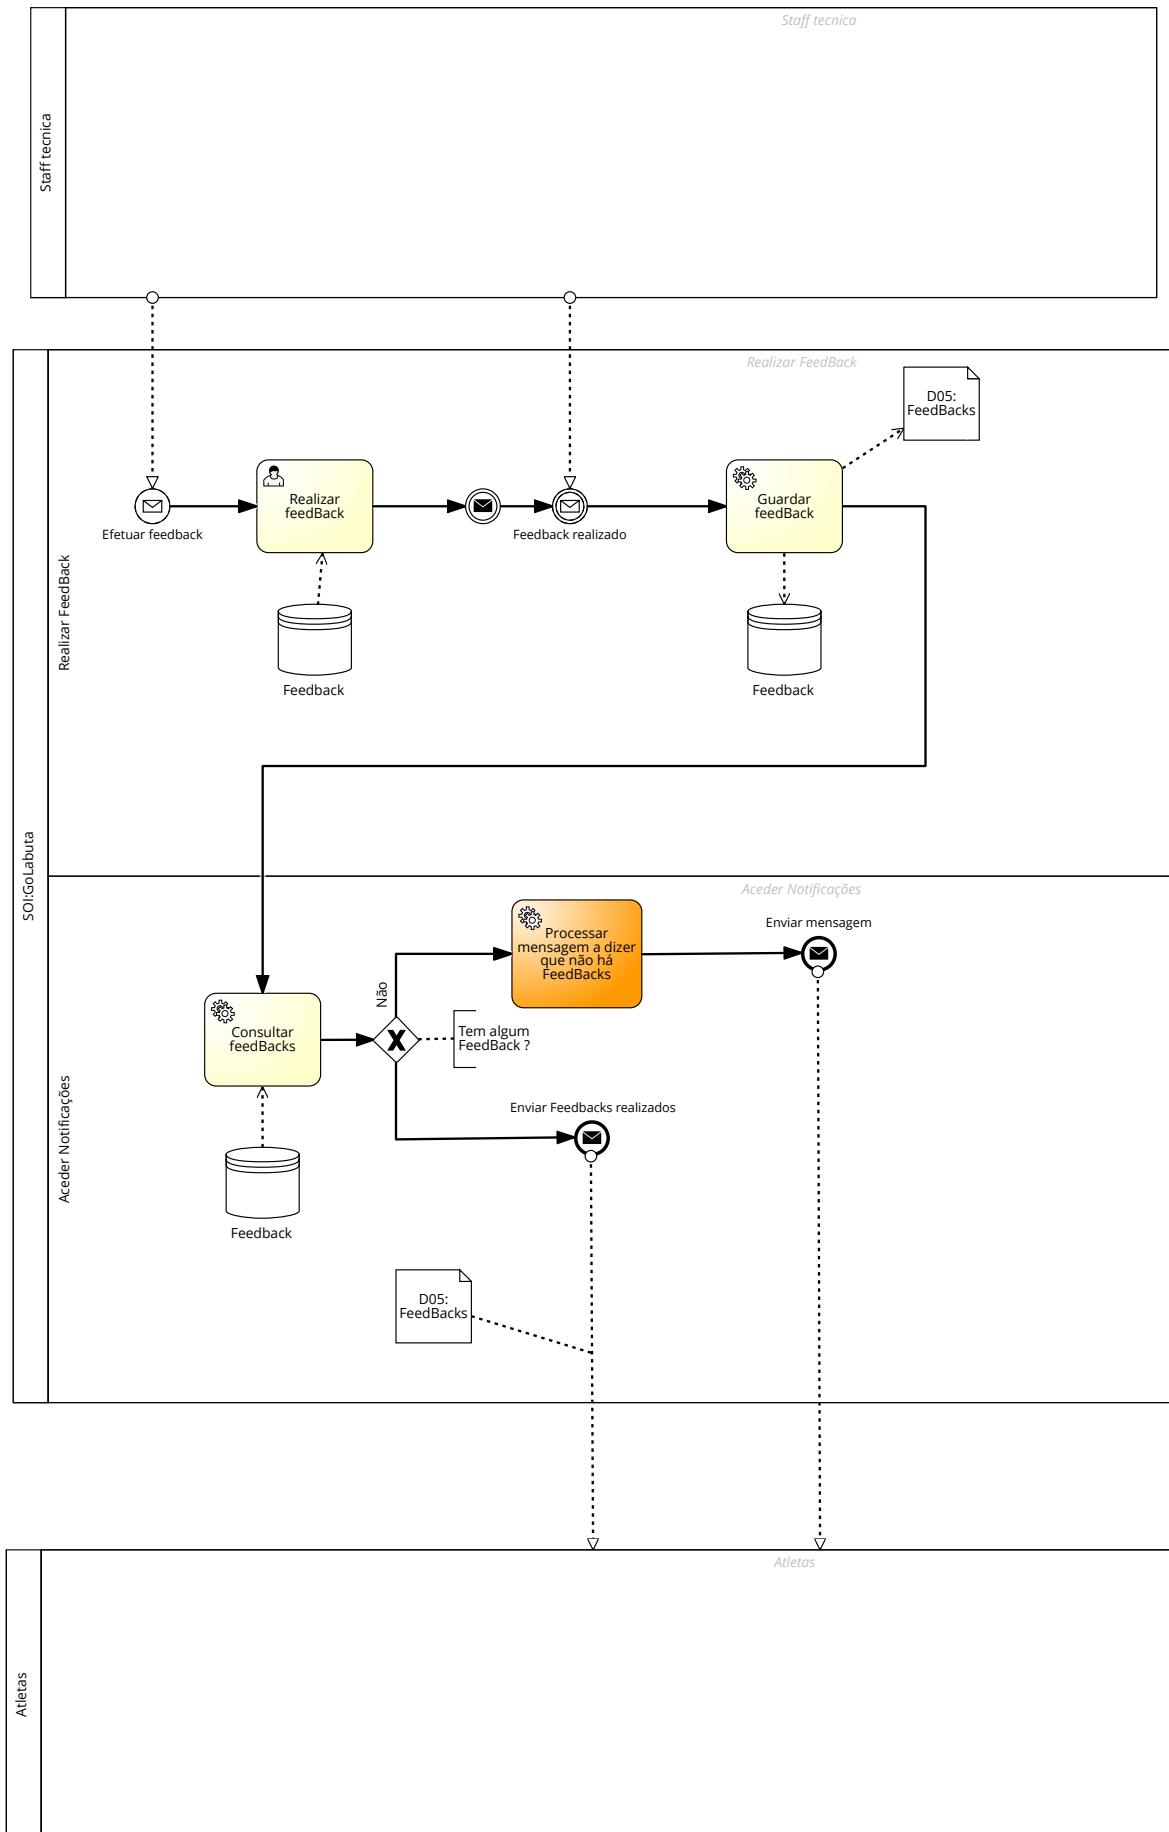 Staff tecnica
Staff tecnica
SOI:GoLabuta
Realizar FeedBack
Realizar FeedBack
D05:
FeedBacks
Efetuar feedback
Realizar
feedBack
Feedback realizado
Guardar
feedBack
Feedback
Feedback
Aceder Notificações
Aceder Notificações
Enviar mensagem
Processar
mensagem a dizer
que não há
FeedBacks
Não
Consultar
feedBacks
Tem algum
FeedBack ?
Enviar Feedbacks realizados
Feedback
D05:
FeedBacks
Atletas
Atletas